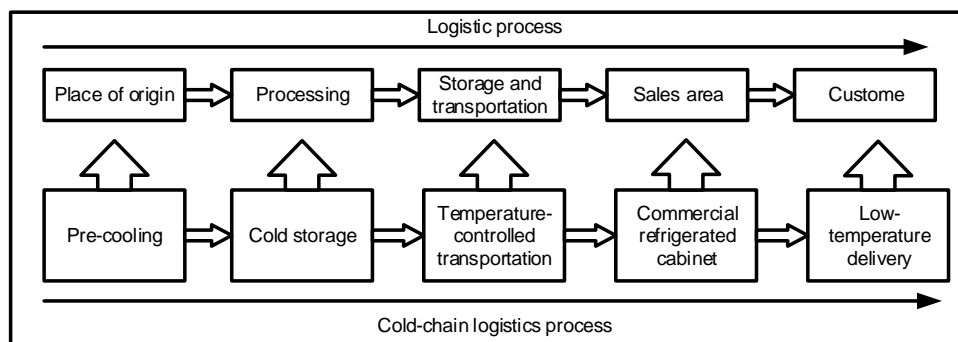 Logistic process
Place of origin
Processing
Storage and
transportation
Sales area
Custome
Pre-cooling
Cold storage
Temperature-
controlled
transportation
Commercial
refrigerated
cabinet
Low-
temperature
delivery
Cold-chain logistics process